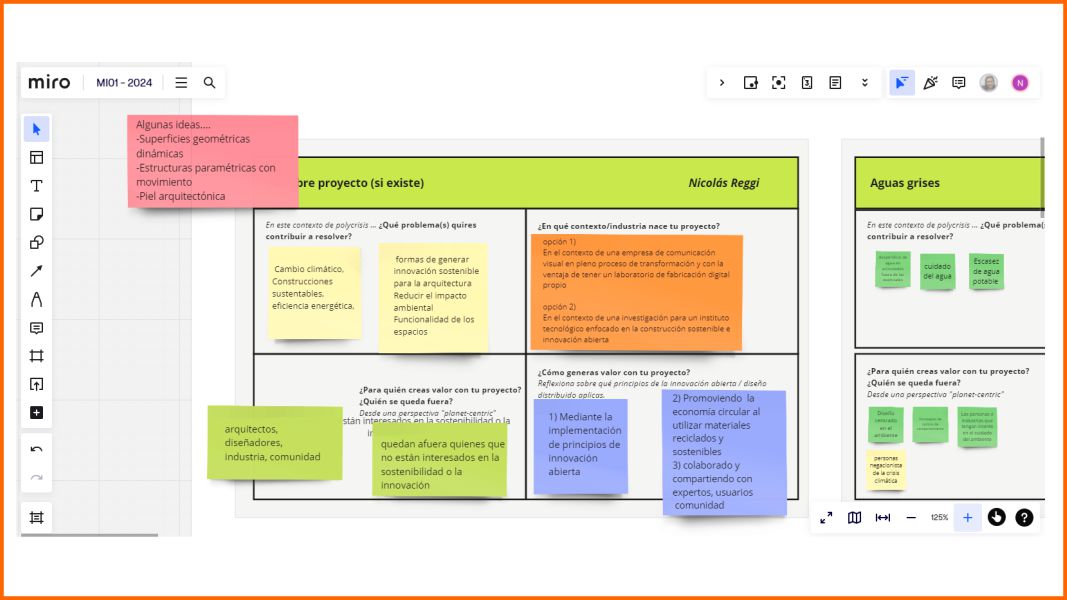 miro
MI01 - 2024
3
N
Algunas ideas....
-Superficies geométricas
dinámicas
-Estructuras paramétricas con
movimiento
-Piel arquitectónica
bre proyecto (si existe)
Nicolás Reggi
En este contexto de polycrisis ... ¿Qué problema(s) quires
contribuir a resolver?
Cambio climático,
Construcciones
sustentables,
eficiencia energética,
formas de generar
innovación sostenible
para la arquitectura
Reducir el impacto
ambiental
Funcionalidad de los
espacios
¿En qué contexto/industria nace tu proyecto?
opción 1)
En el contexto de una empresa de comunicación
visual en pleno proceso de transformación y con la
ventaja de tener un laboratorio de fabricación digital
propio
opción 2)
En el contexto de una investigación para un instituto
tecnológico enfocado en la construcción sostenible e
innovación abierta
¿Para quién creas valor con tu proyecto?
¿Quién se queda fuera?
Desde una perspectiva "planet-centric"
están interesados en la sostenibilidad o la
arquitectos,
diseñadores,
industria, comunidad
quedan afuera quienes que
no están interesados en la
sostenibilidad o la
innovación
¿Cómo generas valor con tu proyecto?
Reflexiona sobre qué principios de la innovación abierta / diseño
distribuido aplicas.
1) Mediante la
implementación
de principios de
innovación
abierta
2) Promoviendo la
economía circular al
utilizar materiales
reciclados y
sostenibles
3) colaborado y
compartiendo con
expertos, usuarios
comunidad
Aguas grises
En este contexto de polycrisis ... ¿Qué problema(
contribuir a resolver?
cuidado
del agua
Escasez
de agua
potable
¿Para quién creas valor con tu proyecto?
¿Quién se queda fuera?
Desde una perspectiva "planet-centric"
Diseño
centrado
en el
ambiente
personas
negacionista
de la crisis
climática
125%